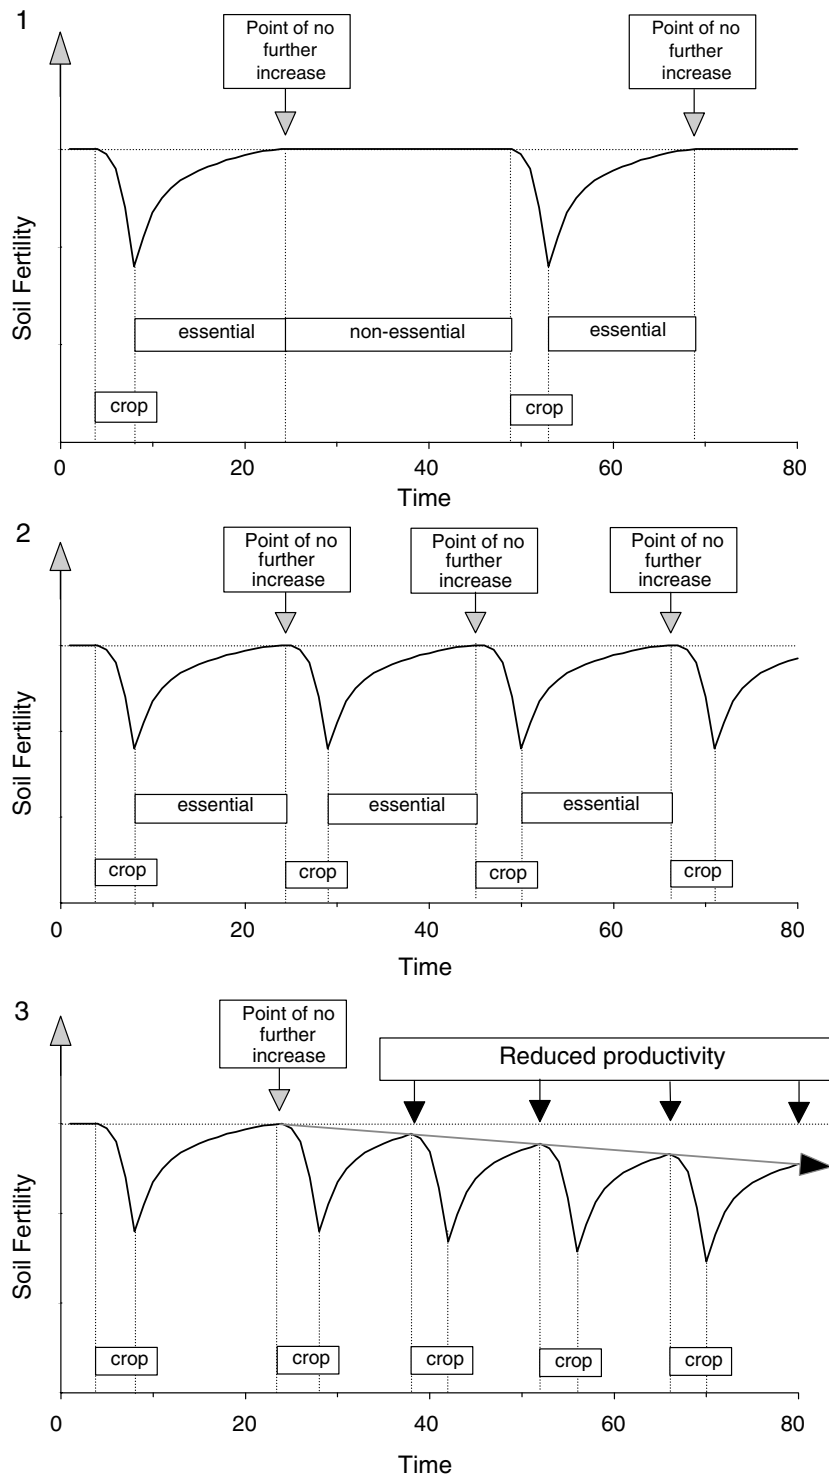 1
Point of no
further
increase
Point of no
further
increase
Soil Fertility
essential
non-essential
essential
crop
crop
0
20
40
60
80
Time
2
Point of no
further
increase
Point of no
further
increase
Point of no
further
increase
Soil Fertility
essential
essential
essential
crop
crop
crop
crop
0
20
40
60
80
Time
3
Point of no
further
increase
Reduced productivity
Soil Fertility
crop
crop
crop
crop
crop
0
20
40
60
80
Time